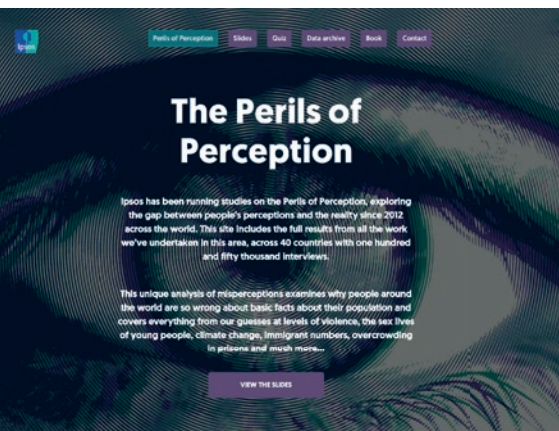 Ipsos
Perils of Perception
Slides
Quiz
Data archive
Book
Contact
The Perils of
Perception
Ipsos has been running studies on the Perils of Perception, exploring
the gap between people's perceptions and the reality since 2012
across the world. This site includes the full results from all the work
we've undertaken in this area, across 40 countries with one hundred
and fifty thousand interviews.
This unique analysis of misperceptions examines why people around
the world are so wrong about basic facts about their population and
covers everything from our guesses at levels of violence, the sex lives
of young people, climate change, immigrant numbers, overcrowding
in prisons and much more...
VIEW THE SLIDES